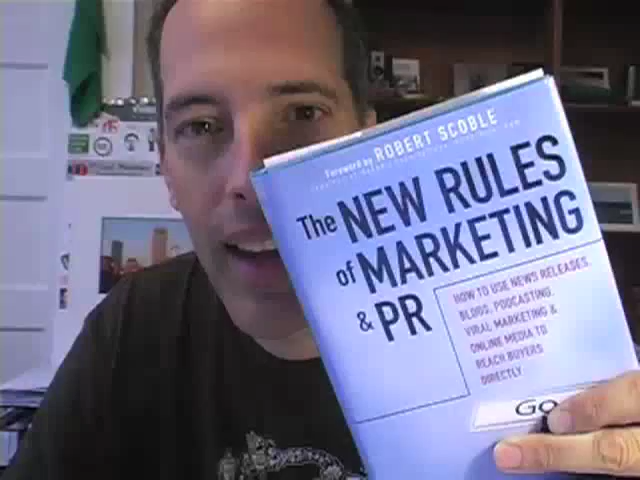 Foreword by ROBERT SCOBLE
The NEW RULES
of MARKETING
& PR
HOW TO USE NEWS RELEASES,
BLOGS, PODCASTING,
VIRAL MARKETING &
ONLINE MEDIA TO
REACH BUYERS
DIRECTLY
Go